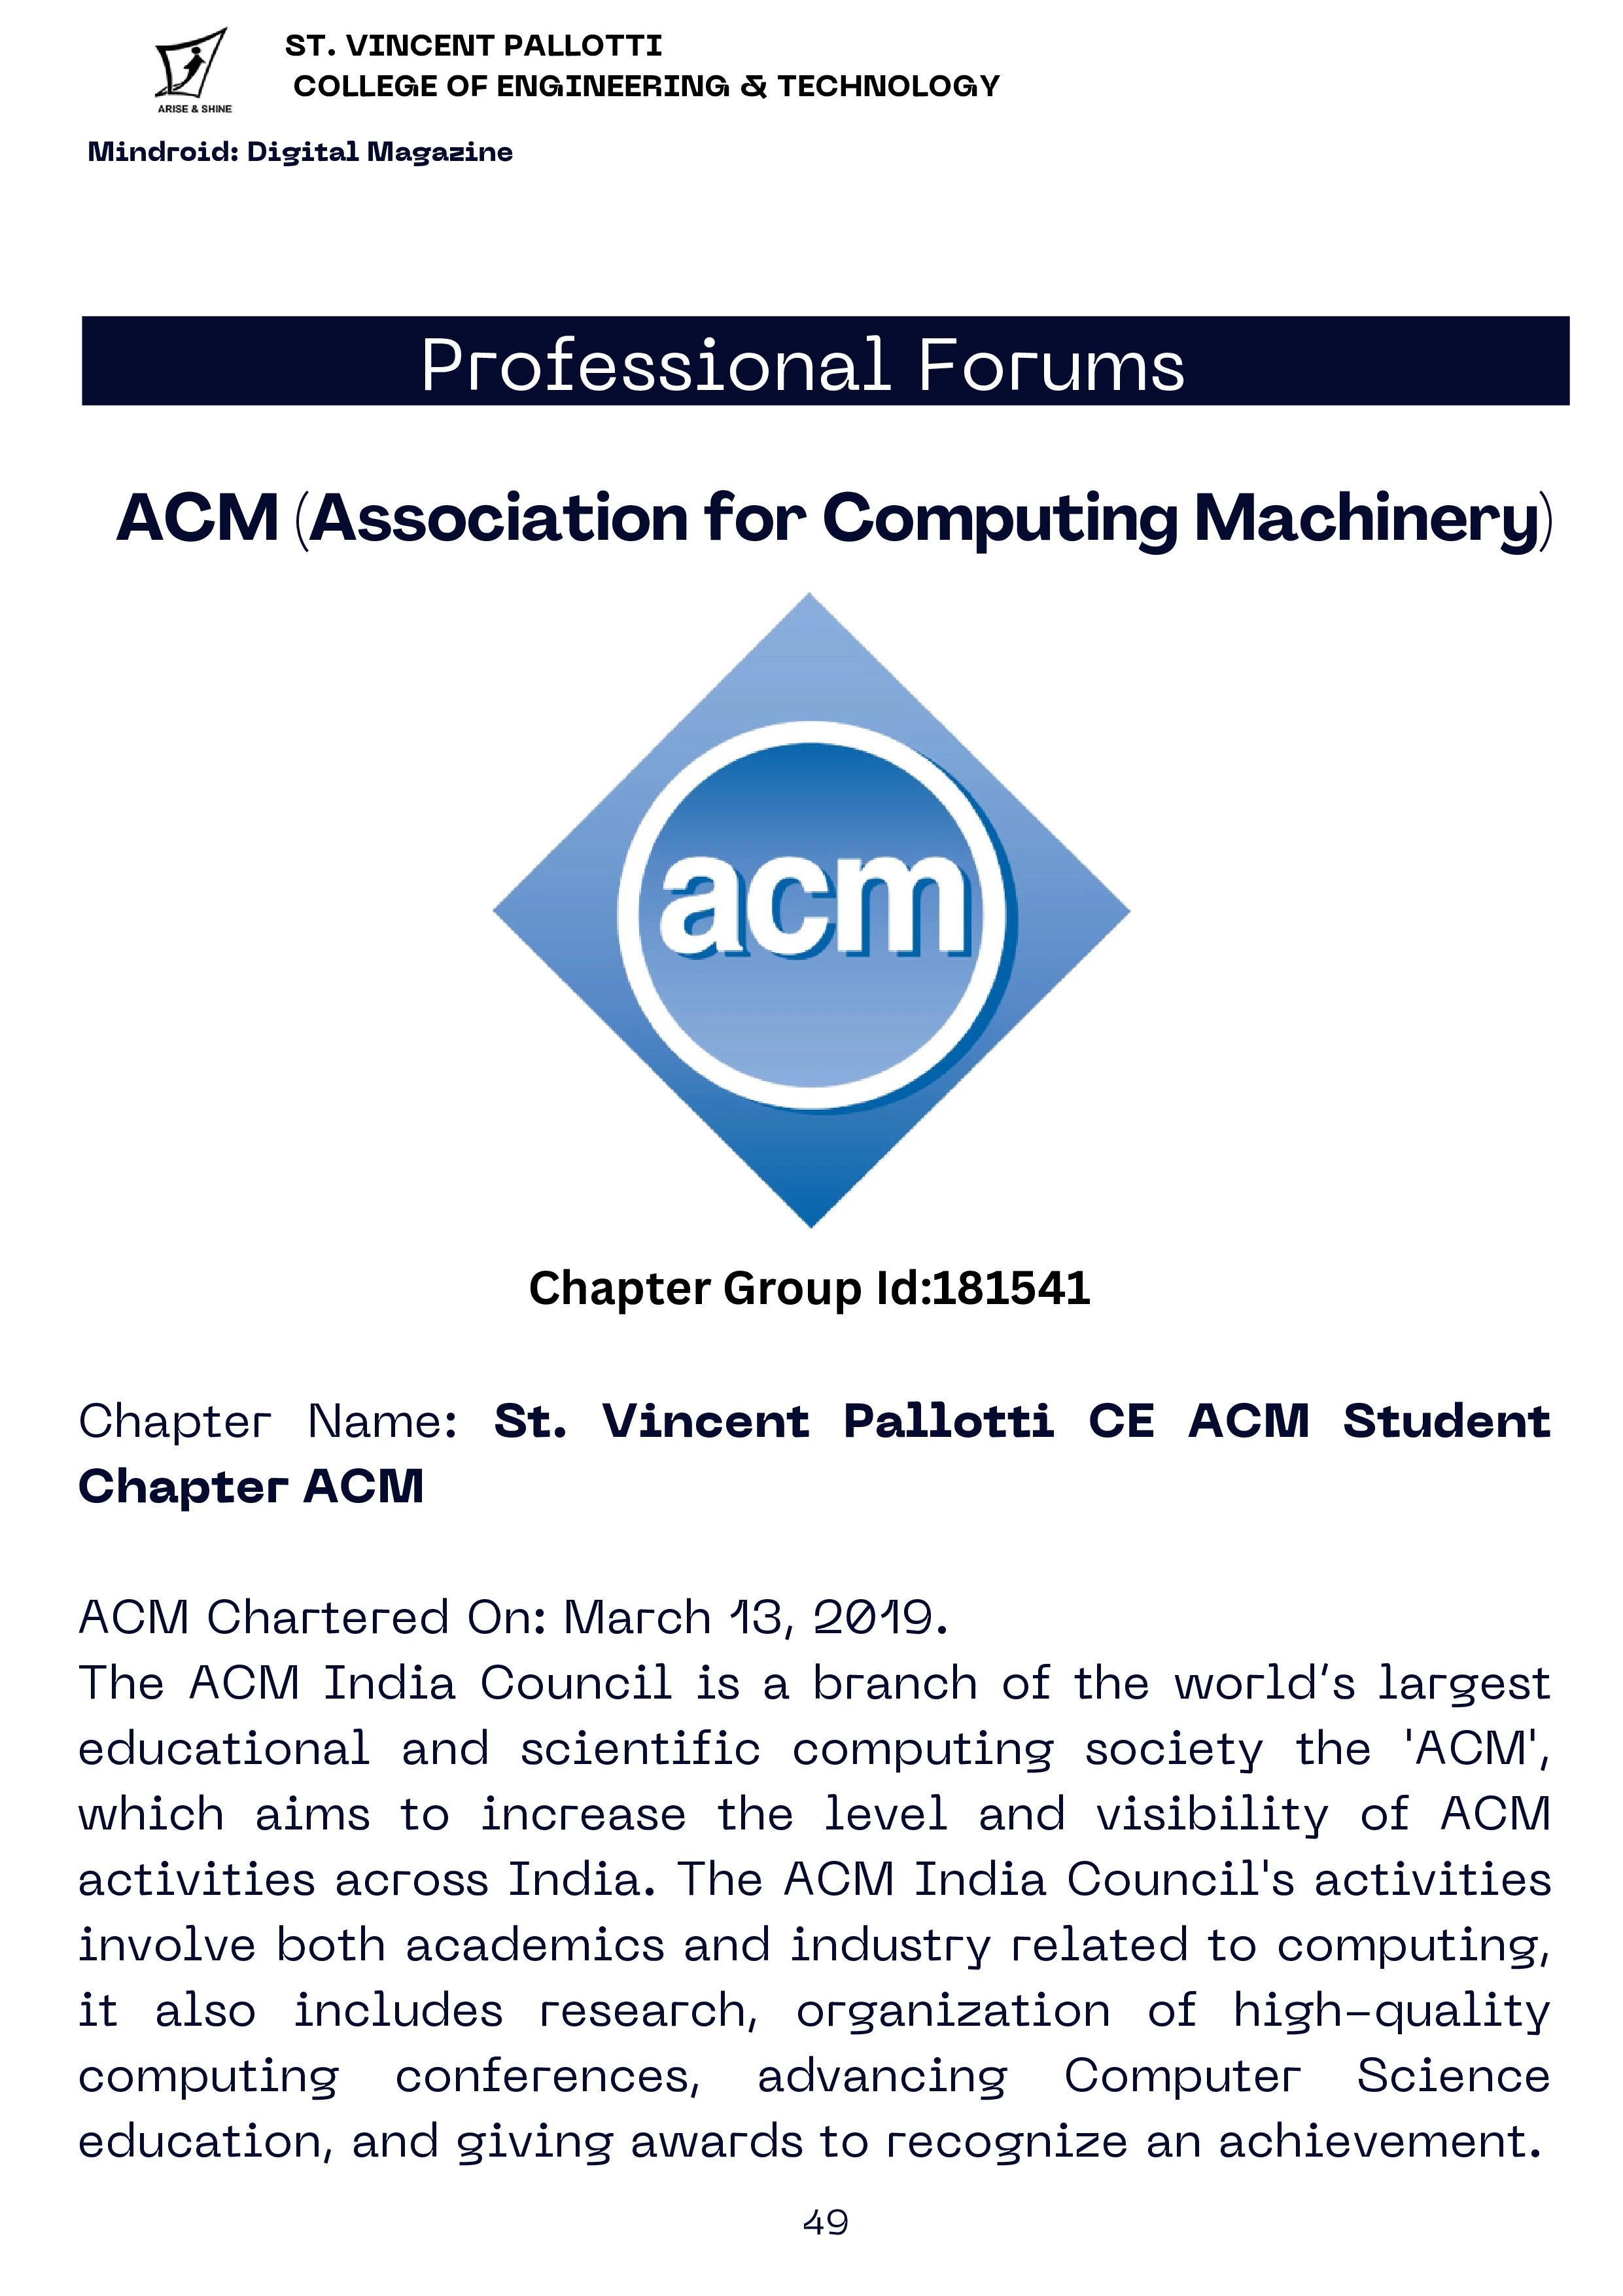 ARISE & SHINE
ST. VINCENT PALLOTTI
COLLEGE OF ENGINEERING & TECHNOLOGY
Mindroid: Digital Magazine
Professional Forums
ACM (Association for Computing Machinery)
acm
Chapter Group Id:181541
Chapter Name: St. Vincent Pallotti CE ACM Student
Chapter ACM
ACM Chartered On: March 13, 2019.
The ACM India Council is a branch of the world’s largest
educational and scientific computing society the 'ACM',
which aims to increase the level and visibility of ACM
activities across India. The ACM India Council's activities
involve both academics and industry related to computing,
it also includes research, organization of high-quality
computing conferences, advancing Computer Science
education, and giving awards to recognize an achievement.
49